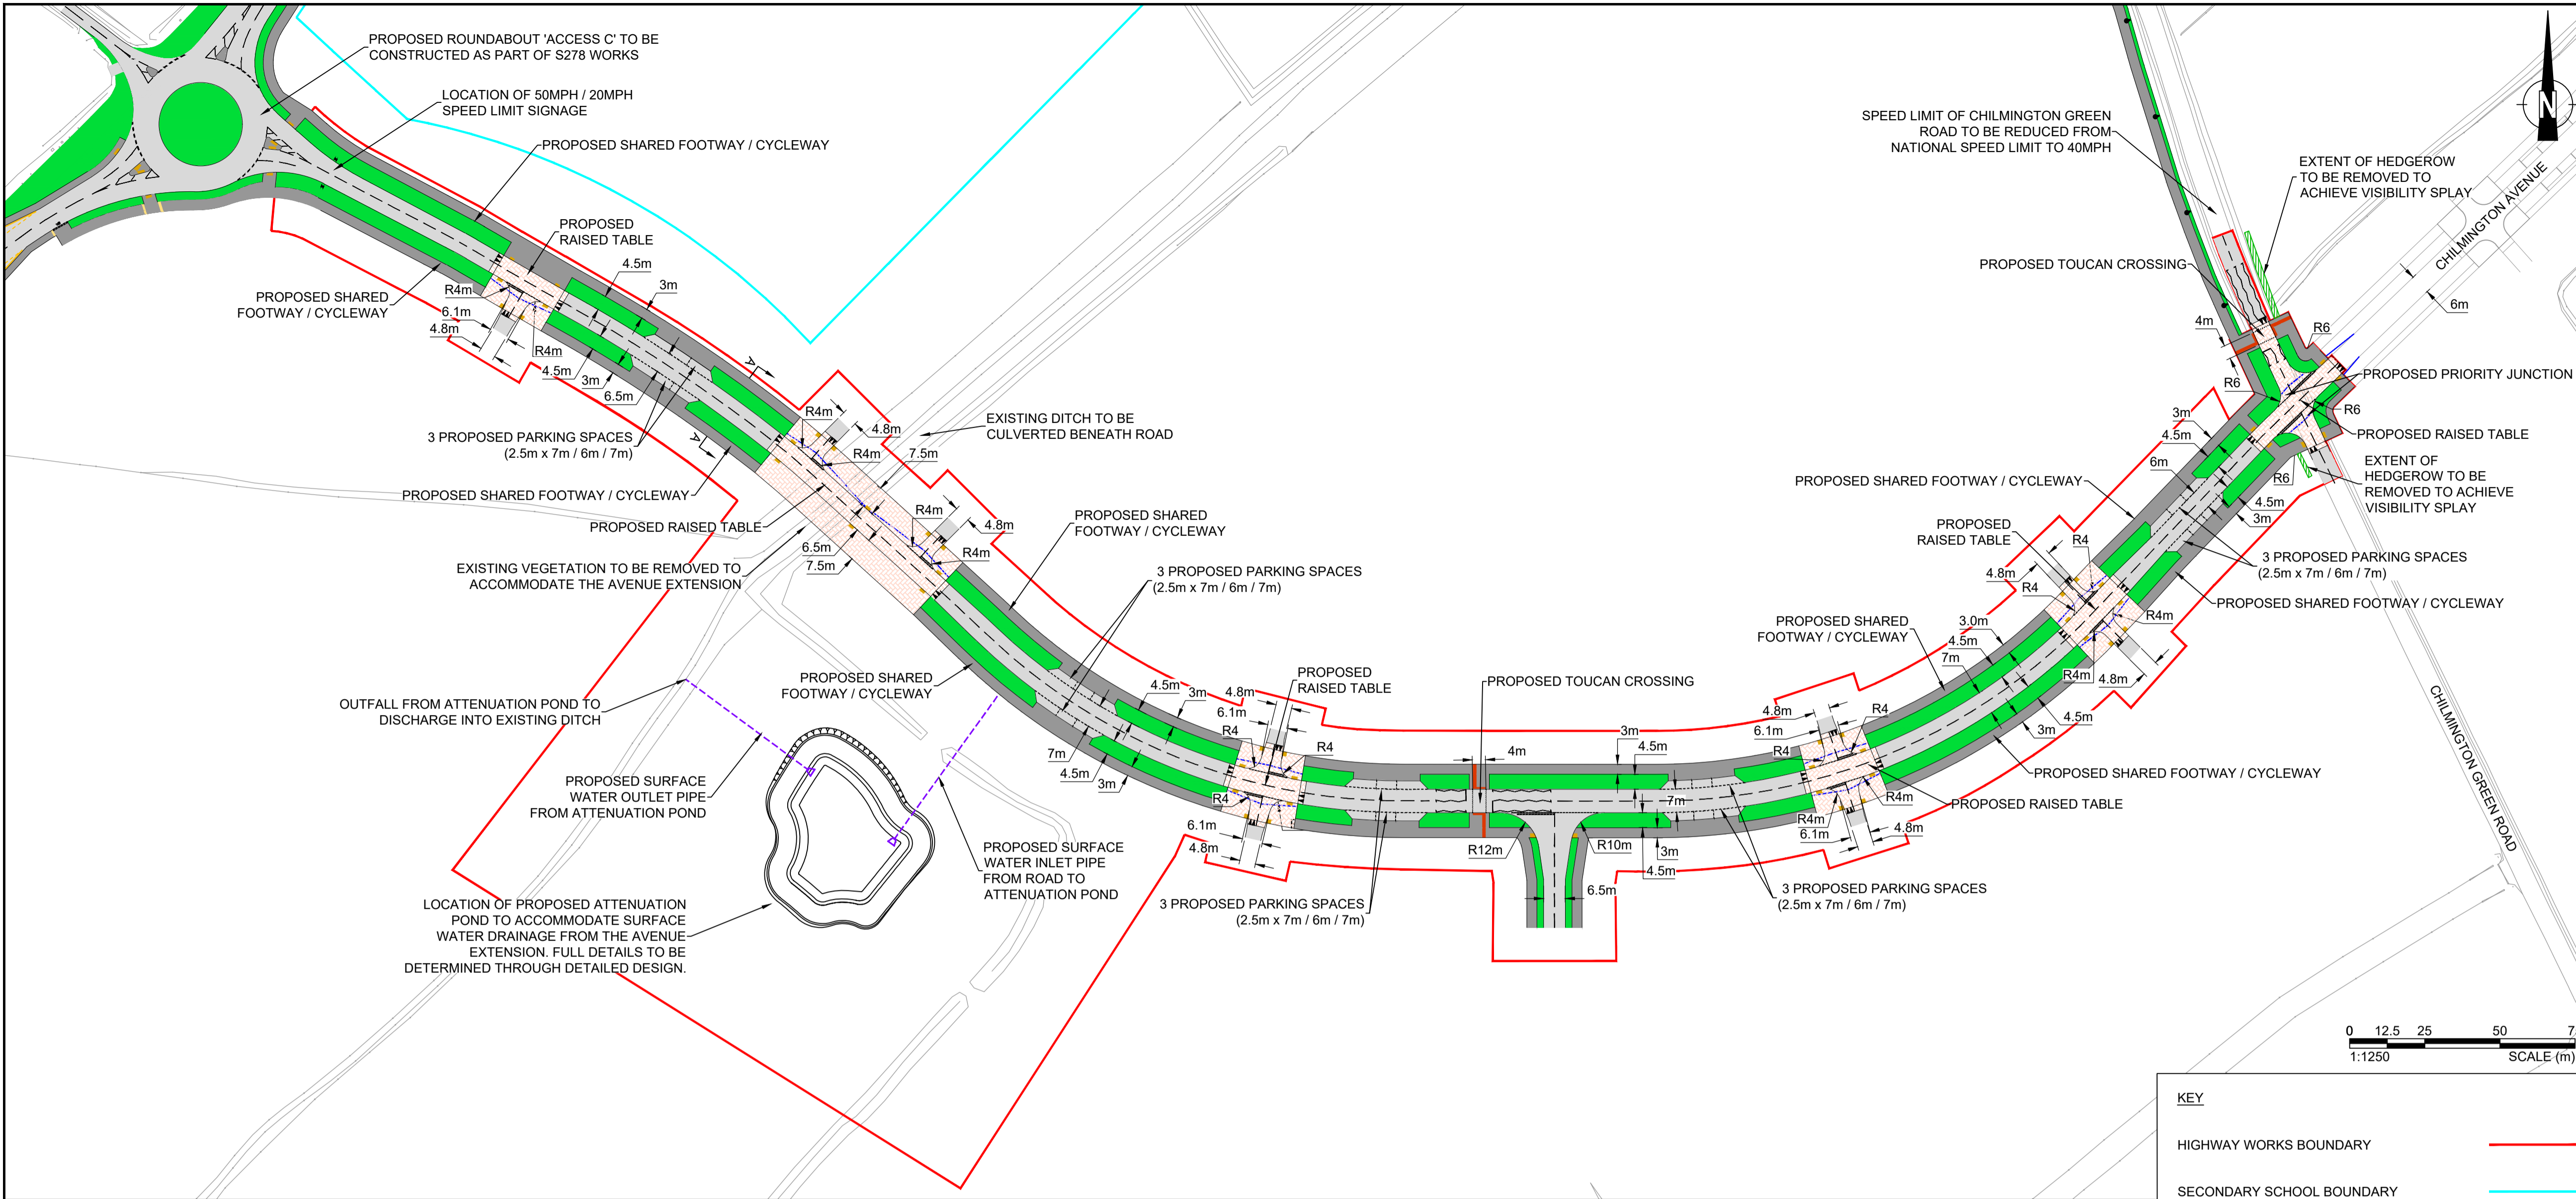 PROPOSED ROUNDABOUT 'ACCESS C' TO BE
CONSTRUCTED AS PART OF S278 WORKS
LOCATION OF 50MPH / 20MPH
SPEED LIMIT SIGNAGE
PROPOSED SHARED FOOTWAY / CYCLEWAY
SPEED LIMIT OF CHILMINGTON GREEN
ROAD TO BE REDUCED FROM
NATIONAL SPEED LIMIT TO 40MPH
N
EXTENT OF HEDGEROW
TO BE REMOVED TO
ACHIEVE VISIBILITY SPLAY
CHILMINGTON AVENUE
6m
PROPOSED
RAISED TABLE
4.5m
3m
PROPOSED SHARED
FOOTWAY / CYCLEWAY
R4m
6.1m
4.8m
R4m
4.5m
3m
6.5m
3 PROPOSED PARKING SPACES
(2.5m x 7m / 6m / 7m)
A
A
PROPOSED SHARED FOOTWAY / CYCLEWAY
PROPOSED RAISED TABLE
R4m
4.8m
R4m
7.5m
EXISTING DITCH TO BE
CULVERTED BENEATH ROAD
R4m
4.8m
R4m
6.5m
7.5m
EXISTING VEGETATION TO BE REMOVED TO
ACCOMMODATE THE AVENUE EXTENSION
PROPOSED SHARED
FOOTWAY / CYCLEWAY
3 PROPOSED PARKING SPACES
(2.5m x 7m / 6m / 7m)
PROPOSED TOUCAN CROSSING
4m
R6
R6
PROPOSED PRIORITY JUNCTION
R6
PROPOSED RAISED TABLE
R6
EXTENT OF
HEDGEROW TO BE
REMOVED TO ACHIEVE
VISIBILITY SPLAY
3m
4.5m
6m
4.5m
3m
PROPOSED SHARED FOOTWAY / CYCLEWAY
PROPOSED
RAISED TABLE
R4
4.8m
R4
3 PROPOSED PARKING SPACES
(2.5m x 7m / 6m / 7m)
PROPOSED SHARED FOOTWAY / CYCLEWAY
R4m
R4m
4.8m
PROPOSED SHARED
FOOTWAY / CYCLEWAY
3.0m
4.5m
7m
4.5m
3m
PROPOSED SHARED FOOTWAY / CYCLEWAY
CHILMINGTON GREEN ROAD
OUTFALL FROM ATTENUATION POND TO
DISCHARGE INTO EXISTING DITCH
PROPOSED SHARED
FOOTWAY / CYCLEWAY
4.5m
3m
7m
4.5m
3m
4.8m
6.1m
R4
PROPOSED
RAISED TABLE
R4
R4
6.1m
4.8m
PROPOSED TOUCAN CROSSING
4m
3m
4.5m
7m
4.8m
6.1m
R4
R4
R4m
R4m
6.1m
4.8m
PROPOSED RAISED TABLE
PROPOSED SURFACE
WATER OUTLET PIPE
FROM ATTENUATION POND
PROPOSED SURFACE
WATER INLET PIPE
FROM ROAD TO
ATTENUATION POND
R12m
R10m
3m
4.5m
6.5m
3 PROPOSED PARKING SPACES
(2.5m x 7m / 6m / 7m)
3 PROPOSED PARKING SPACES
(2.5m x 7m / 6m / 7m)
LOCATION OF PROPOSED ATTENUATION
POND TO ACCOMMODATE SURFACE
WATER DRAINAGE FROM THE AVENUE
EXTENSION. FULL DETAILS TO BE
DETERMINED THROUGH DETAILED DESIGN.
0 12.5 25 50
1:1250 SCALE (m)
KEY
HIGHWAY WORKS BOUNDARY
SECONDARY SCHOOL BOUNDARY